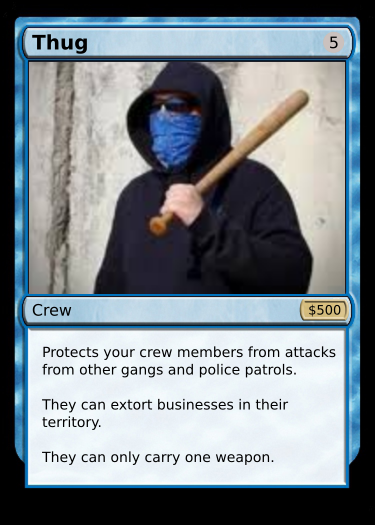 Thug
5
Crew
$500
Protects your crew members from attacks
from other gangs and police patrols.
They can extort businesses in their
territory.
They can only carry one weapon.